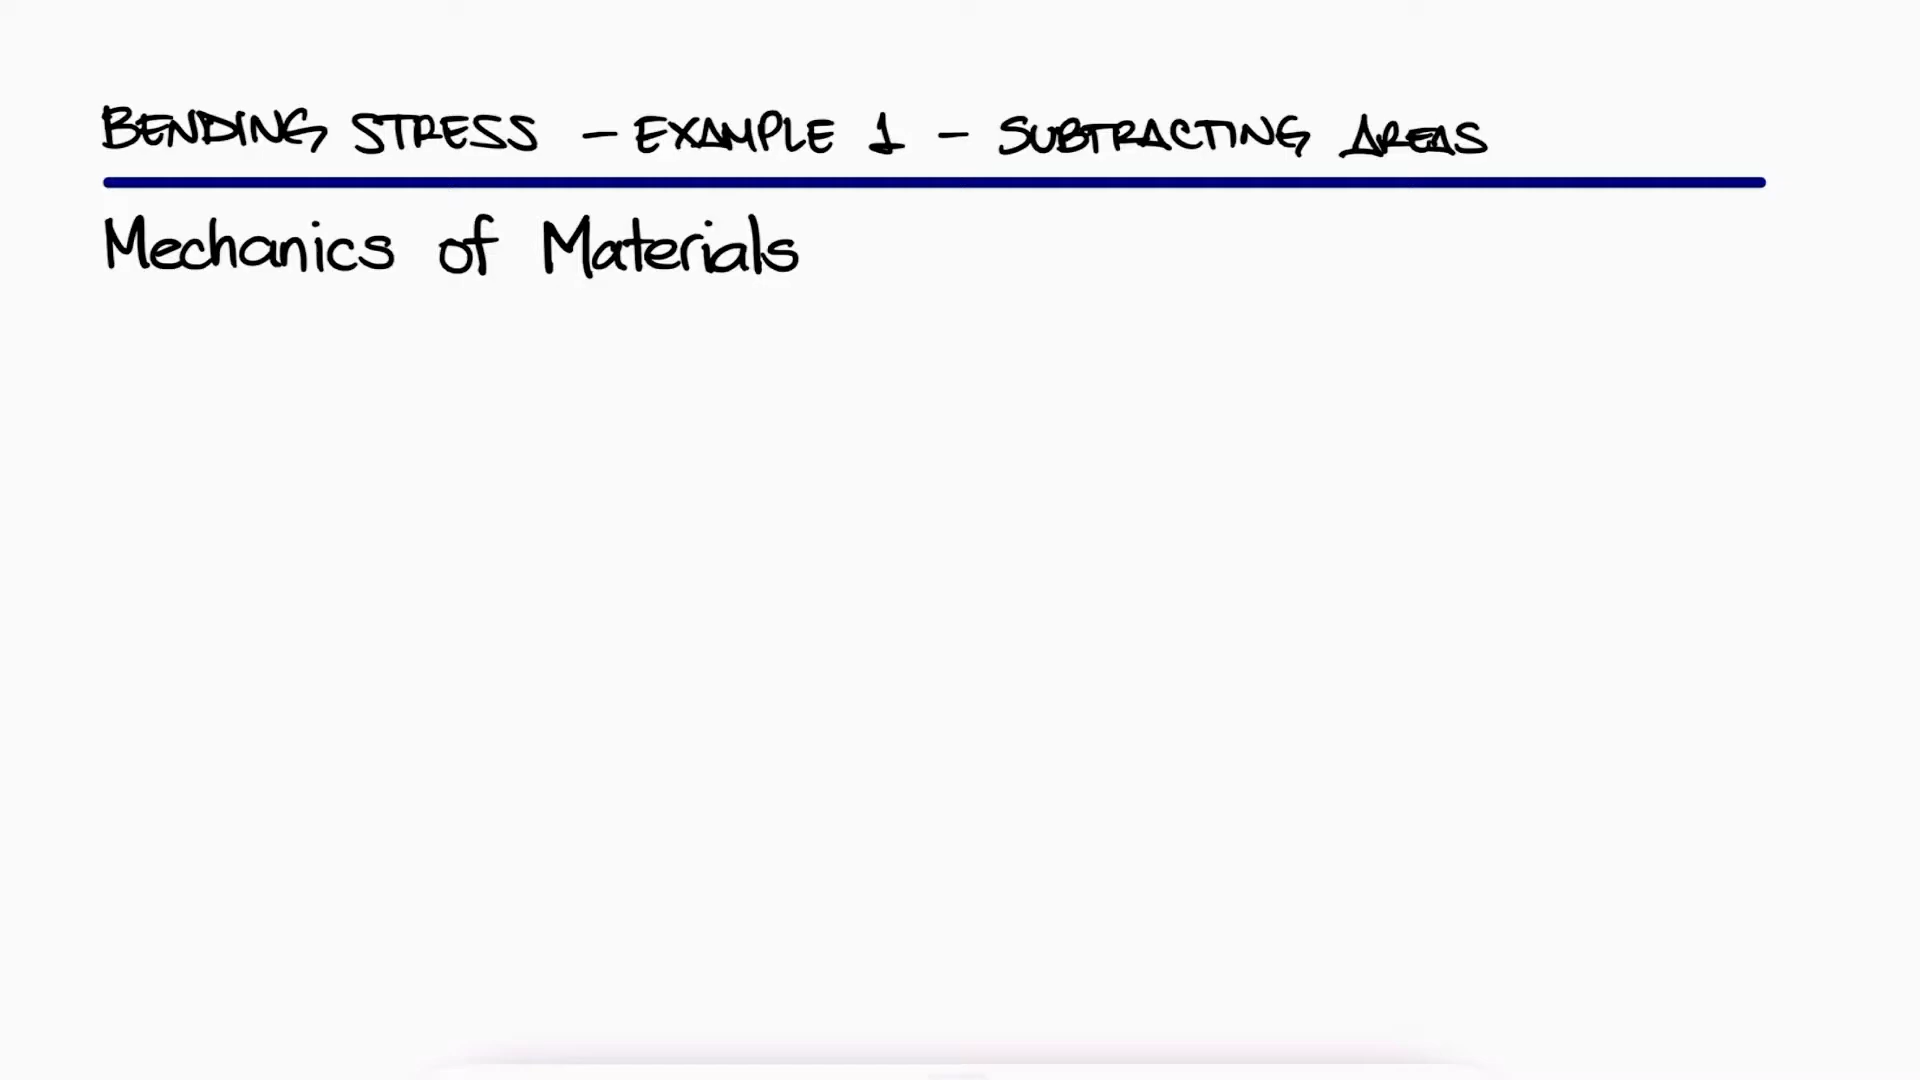 BENDING STRESS - EXAMPLE 1 - SUBTRACTING AREAS
Mechanics of Materials